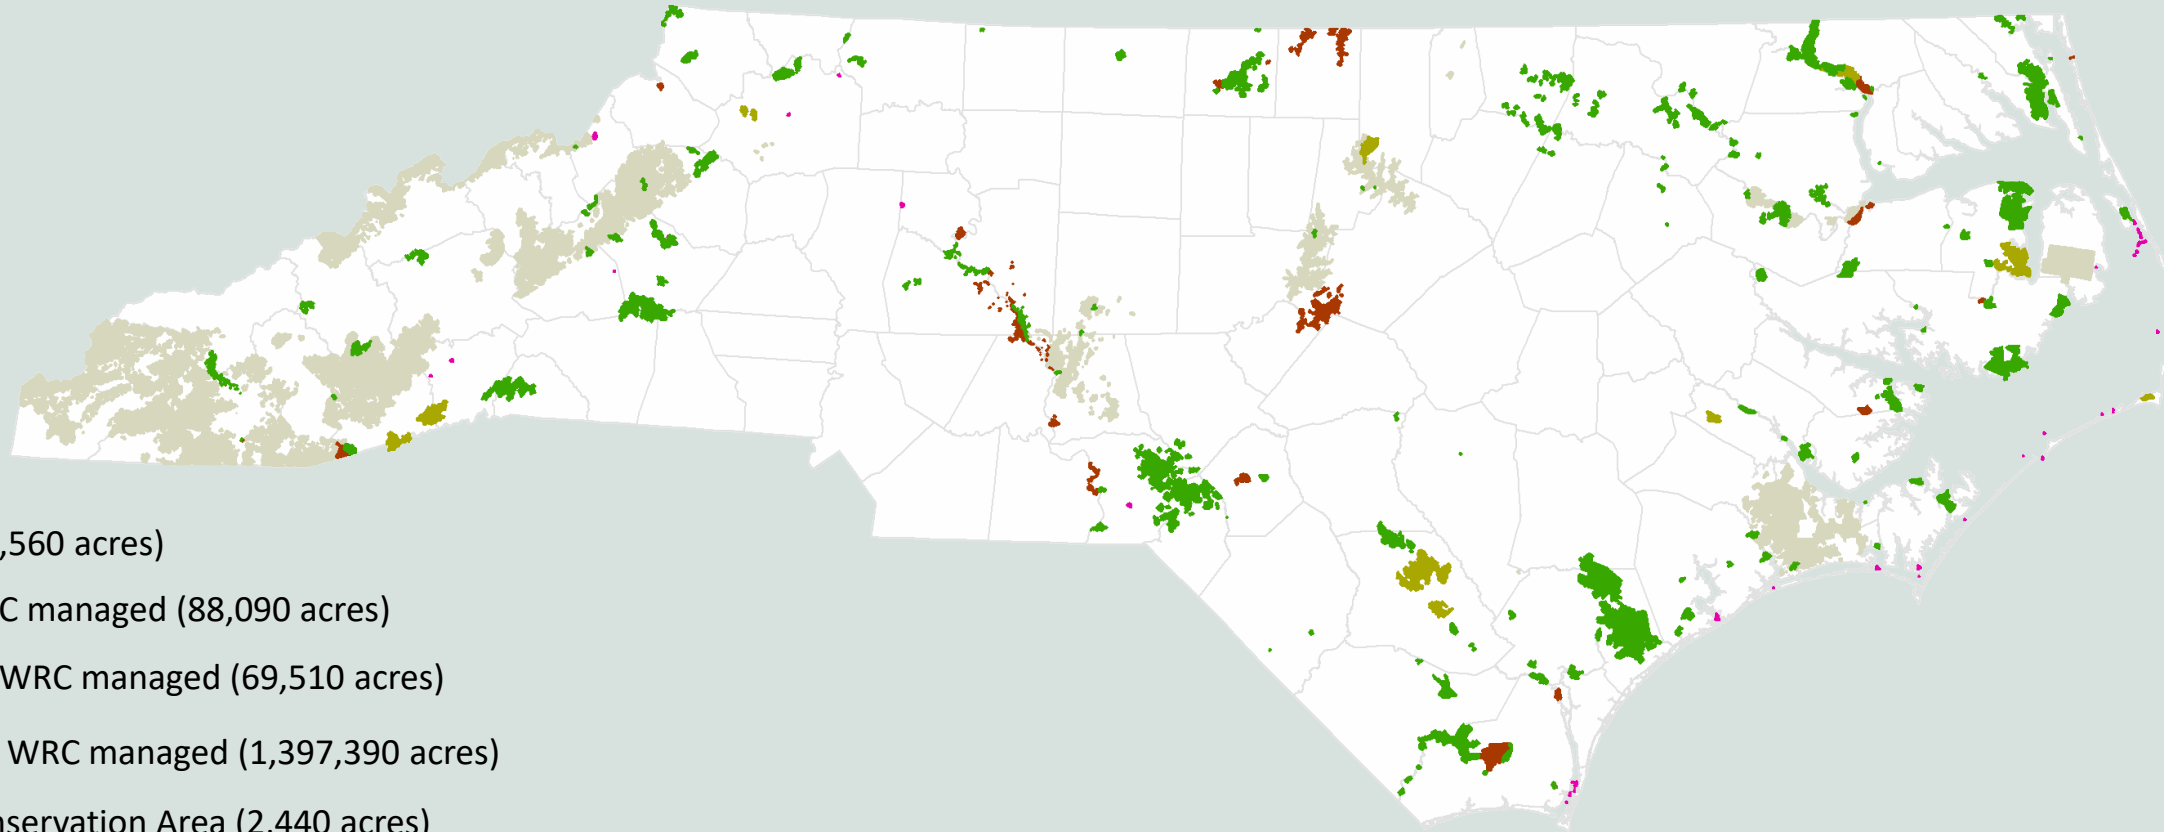 ,560 acres)
C managed (88,090 acres)
WRC managed (69,510 acres)
WRC managed (1,397,390 acres)
nservation Area (2,440 acres)